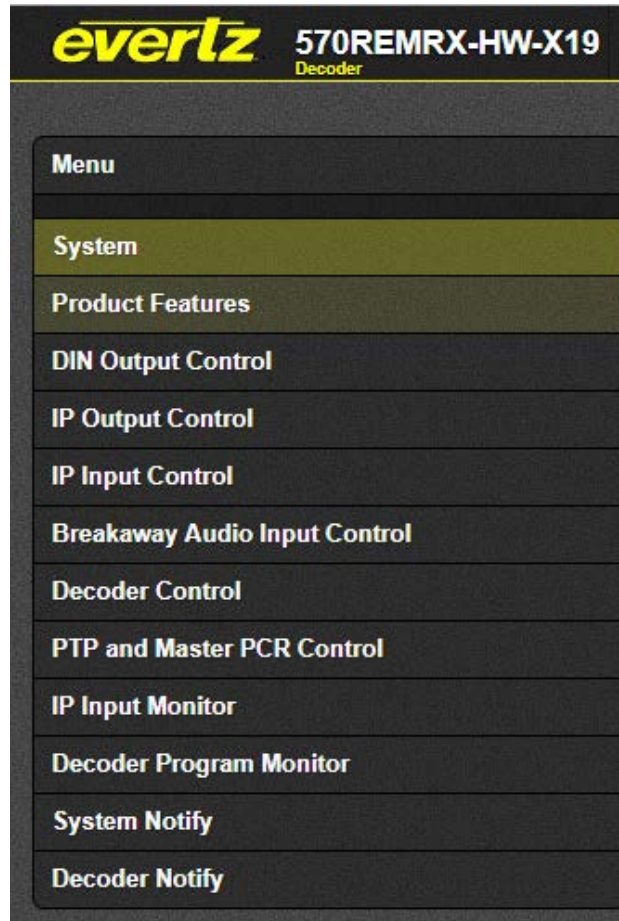 evertz 570REMRX-HW-X19
Decoder
Menu
System
Product Features
DIN Output Control
IP Output Control
IP Input Control
Breakaway Audio Input Control
Decoder Control
PTP and Master PCR Control
IP Input Monitor
Decoder Program Monitor
System Notify
Decoder Notify